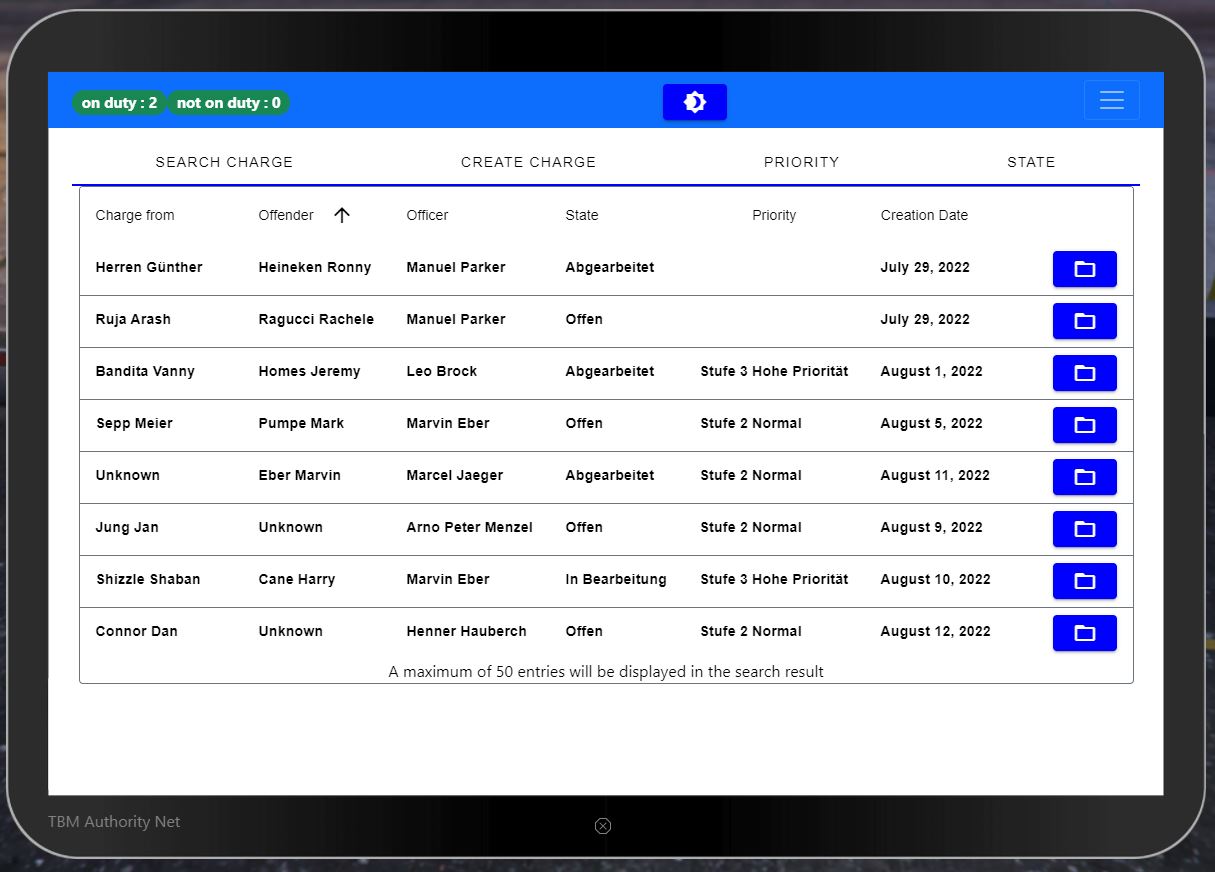 on duty : 2 not on duty : 0
SEARCH CHARGE CREATE CHARGE PRIORITY STATE
Charge from Offender Officer State Priority Creation Date
Herren Günther Heineken Ronny Manuel Parker Abgearbeitet July 29, 2022
Ruja Arash Ragucci Rachele Manuel Parker Offen July 29, 2022
Bandita Vanny Homes Jeremy Leo Brock Abgearbeitet Stufe 3 Hohe Priorität August 1, 2022
Sepp Meier Pumpe Mark Marvin Eber Offen Stufe 2 Normal August 5, 2022
Unknown Eber Marvin Marcel Jaeger Abgearbeitet Stufe 2 Normal August 11, 2022
Jung Jan Unknown Arno Peter Menzel Offen Stufe 2 Normal August 9, 2022
Shizzle Shaban Cane Harry Marvin Eber In Bearbeitung Stufe 3 Hohe Priorität August 10, 2022
Connor Dan Unknown Henner Hauberch Offen Stufe 2 Normal August 12, 2022
A maximum of 50 entries will be displayed in the search result
TBM Authority Net